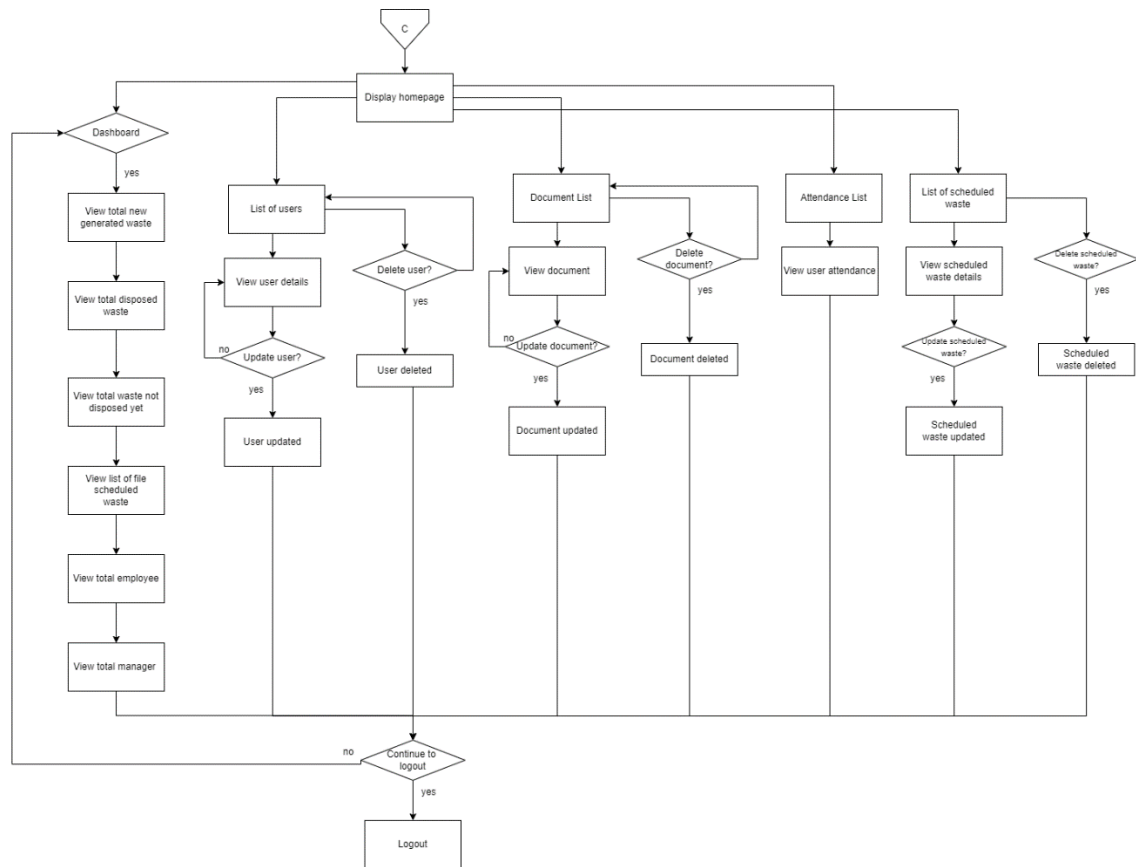 C
Display homepage
Dashboard
yes
View total new
generated waste
View total disposed
waste
View total waste not
disposed yet
View list of file
scheduled
waste
View total employee
View total manager
List of users
View user details
no
Update user?
yes
User updated
Delete user?
yes
User deleted
Document List
View document
no
Update document?
yes
Document updated
Delete
document?
yes
Document deleted
Attendance List
View user attendance
List of scheduled
waste
View scheduled
waste details
Update scheduled
waste?
yes
Scheduled
waste updated
Delete scheduled
waste?
yes
Scheduled
waste deleted
no
Continue to
logout
yes
Logout